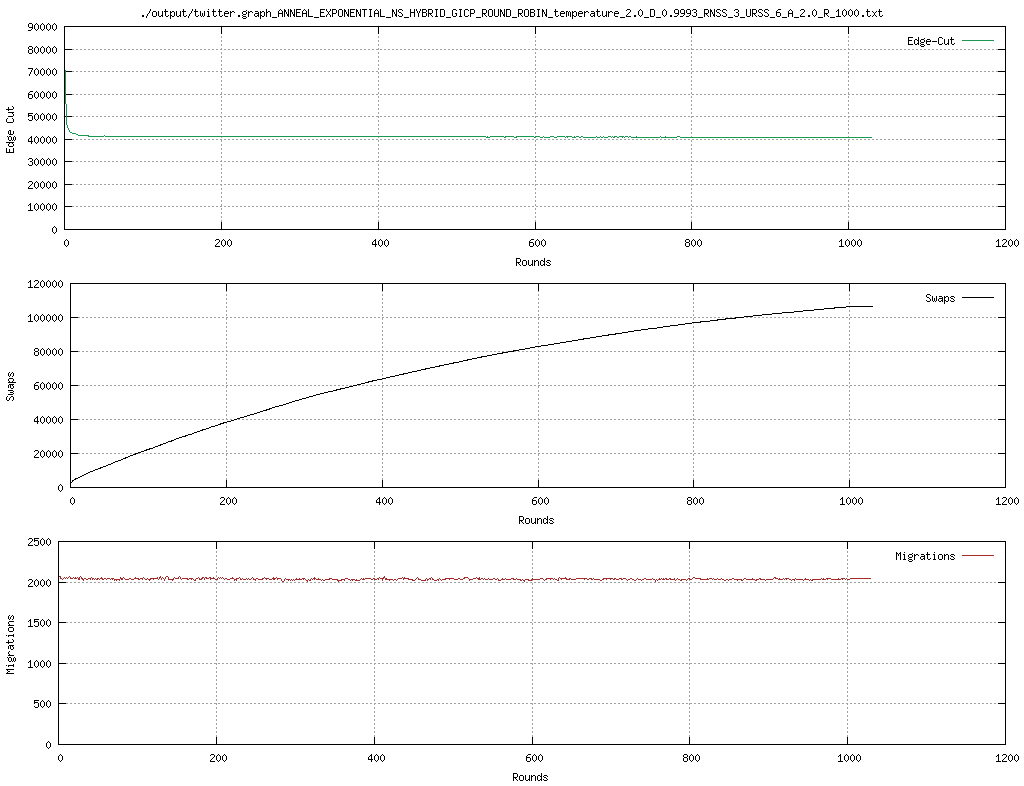 ./output/twitter.graph_ANNEAL_EXPONENTIAL_NS_HYBRID_GICP_ROUND_ROBIN_temperature_2.0_D_0.9993_RNSS_3_URSS_6_A_2.0_R_1000.txt
90000
80000
70000
60000
50000
40000
30000
20000
10000
0
Edge Cut
Edge-Cut
0 200 400 600 800 1000 1200
Rounds
120000
100000
80000
60000
40000
20000
0
Swaps
Swaps
0 200 400 600 800 1000 1200
Rounds
2500
2000
1500
1000
500
0
Migrations
Migrations
0 200 400 600 800 1000 1200
Rounds